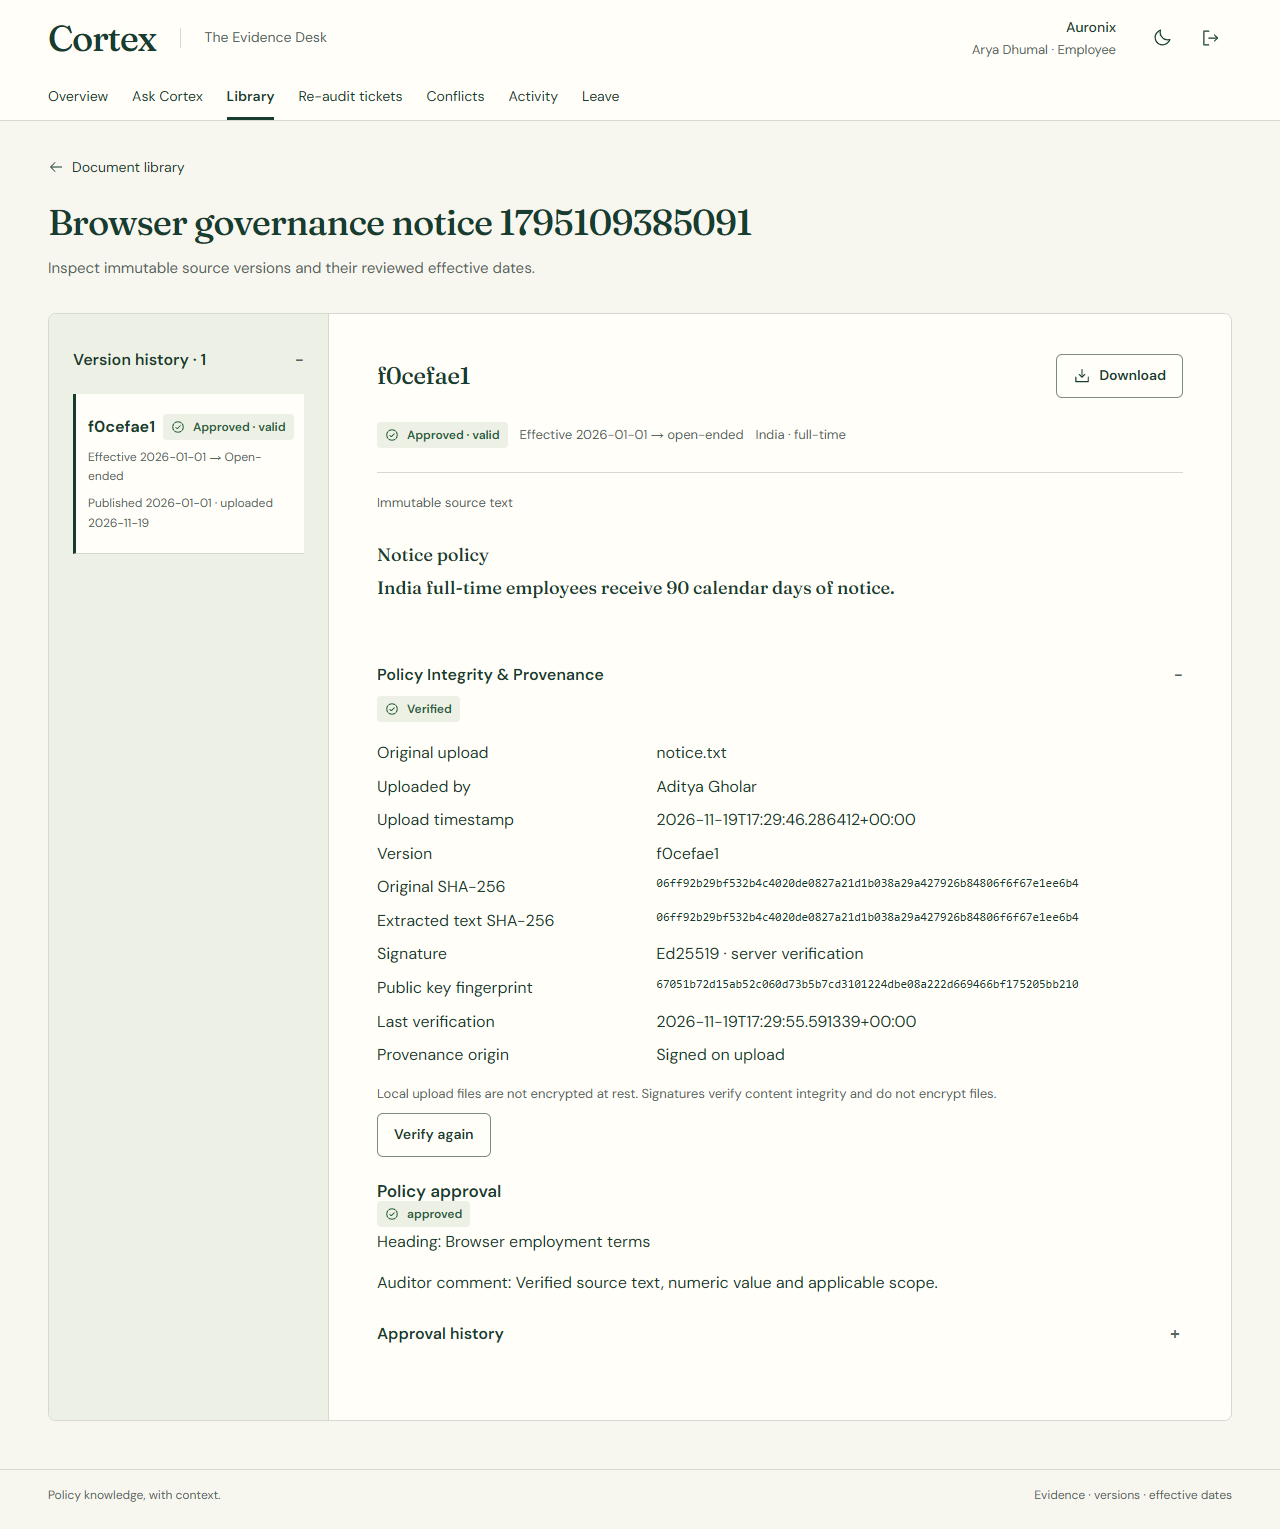 Cortex
The Evidence Desk
Auronix
Arya Dhumal · Employee
Overview
Ask Cortex
Library
Re-audit tickets
Conflicts
Activity
Leave
← Document library
Browser governance notice 1795109385091
Inspect immutable source versions and their reviewed effective dates.
Version history · 1
−
f0cefae1
Approved · valid
Effective 2026-01-01 → Open-
ended
Published 2026-01-01 · uploaded
2026-11-19
f0cefae1
Download
Approved · valid
Effective 2026-01-01 → open-ended
India · full-time
Immutable source text
Notice policy
India full-time employees receive 90 calendar days of notice.
Policy Integrity & Provenance
−
Verified
Original upload notice.txt
Uploaded by Aditya Gholar
Upload timestamp 2026-11-19T17:29:46.286412+00:00
Version f0cefae1
Original SHA-256 06ff92b29bf532b4c4020de0827a21d1b038a29a427926b84806f6f67e1ee6b4
Extracted text SHA-256 06ff92b29bf532b4c4020de0827a21d1b038a29a427926b84806f6f67e1ee6b4
Signature Ed25519 · server verification
Public key fingerprint 67051b72d15ab52c060d73b5b7cd3101224dbe08a222d669466bf175205bb210
Last verification 2026-11-19T17:29:55.591339+00:00
Provenance origin Signed on upload
Local upload files are not encrypted at rest. Signatures verify content integrity and do not encrypt files.
Verify again
Policy approval
approved
Heading: Browser employment terms
Auditor comment: Verified source text, numeric value and applicable scope.
Approval history
+
Policy knowledge, with context.
Evidence · versions · effective dates